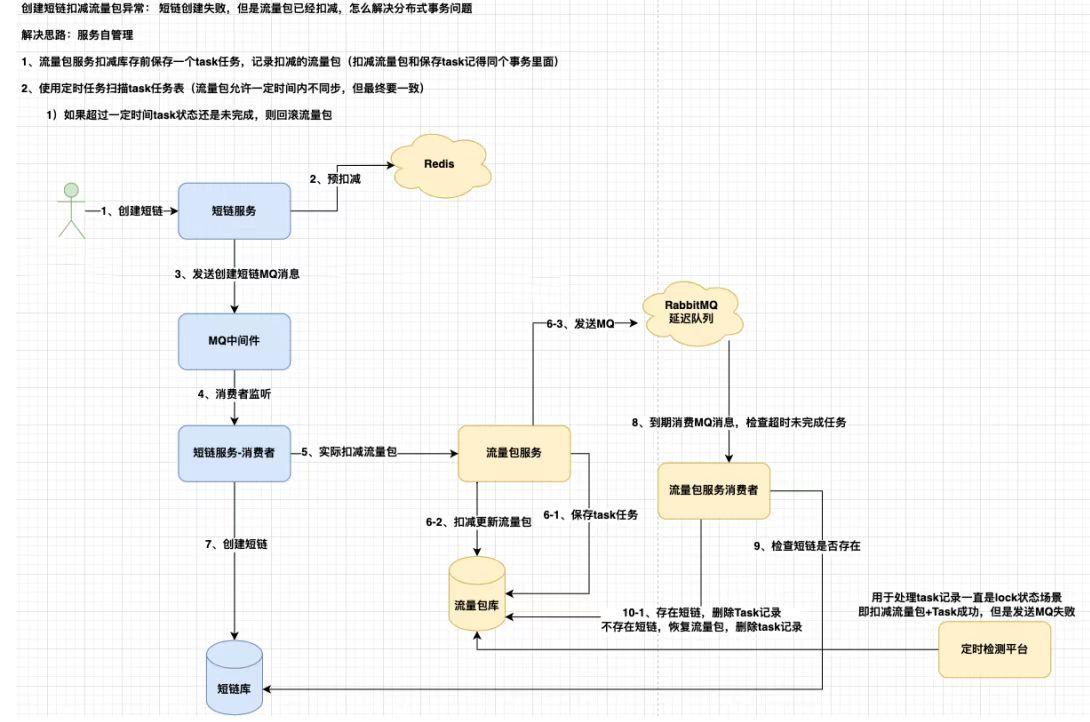 创建短链扣减流量包异常： 短链创建失败，但是流量包已经扣减，怎么解决分布式事务问题
解决思路：服务自管理
1、流量包服务扣减库存前保存一个task任务，记录扣减的流量包（扣减流量包和保存task记得同个事务里面）
2、使用定时任务扫描task任务表（流量包允许一定时间内不同步，但最终要一致）
1）如果超过一定时间task状态还是未完成，则回滚流量包
Redis
2、预扣减
1、创建短链
短链服务
3、发送创建短链MQ消息
RabbitMQ
延迟队列
6-3、发送MQ
MQ中间件
4、消费者监听
8、到期消费MQ消息，检查超时未完成任务
短链服务-消费者
5、实际扣减流量包
流量包服务
流量包服务消费者
6-1、保存task任务
6-2、扣减更新流量包
7、创建短链
9、检查短链是否存在
用于处理task记录一直是lock状态场景
即扣减流量包+Task成功，但是发送MQ失败
流量包库
10-1、存在短链，删除Task记录
不存在短链，恢复流量包，删除task记录
定时检测平台
短链库